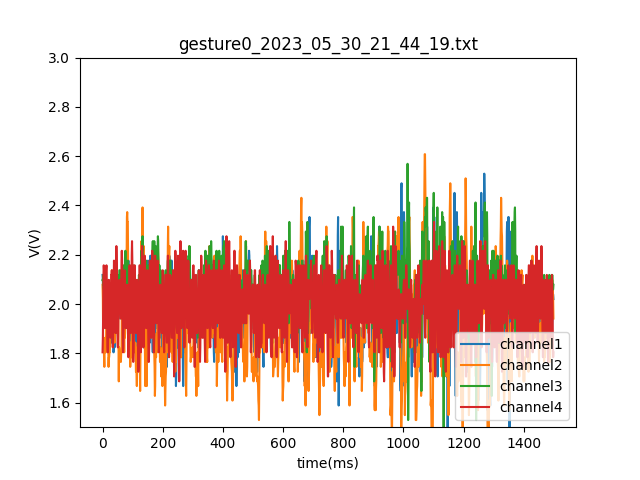 gesture0_2023_05_30_21_44_19.txt
3.0
2.8
2.6
2.4
2.2
2.0
1.8
1.6
V(V)
0 200 400 600 800 1000 1200 1400
time(ms)
channel1
channel2
channel3
channel4